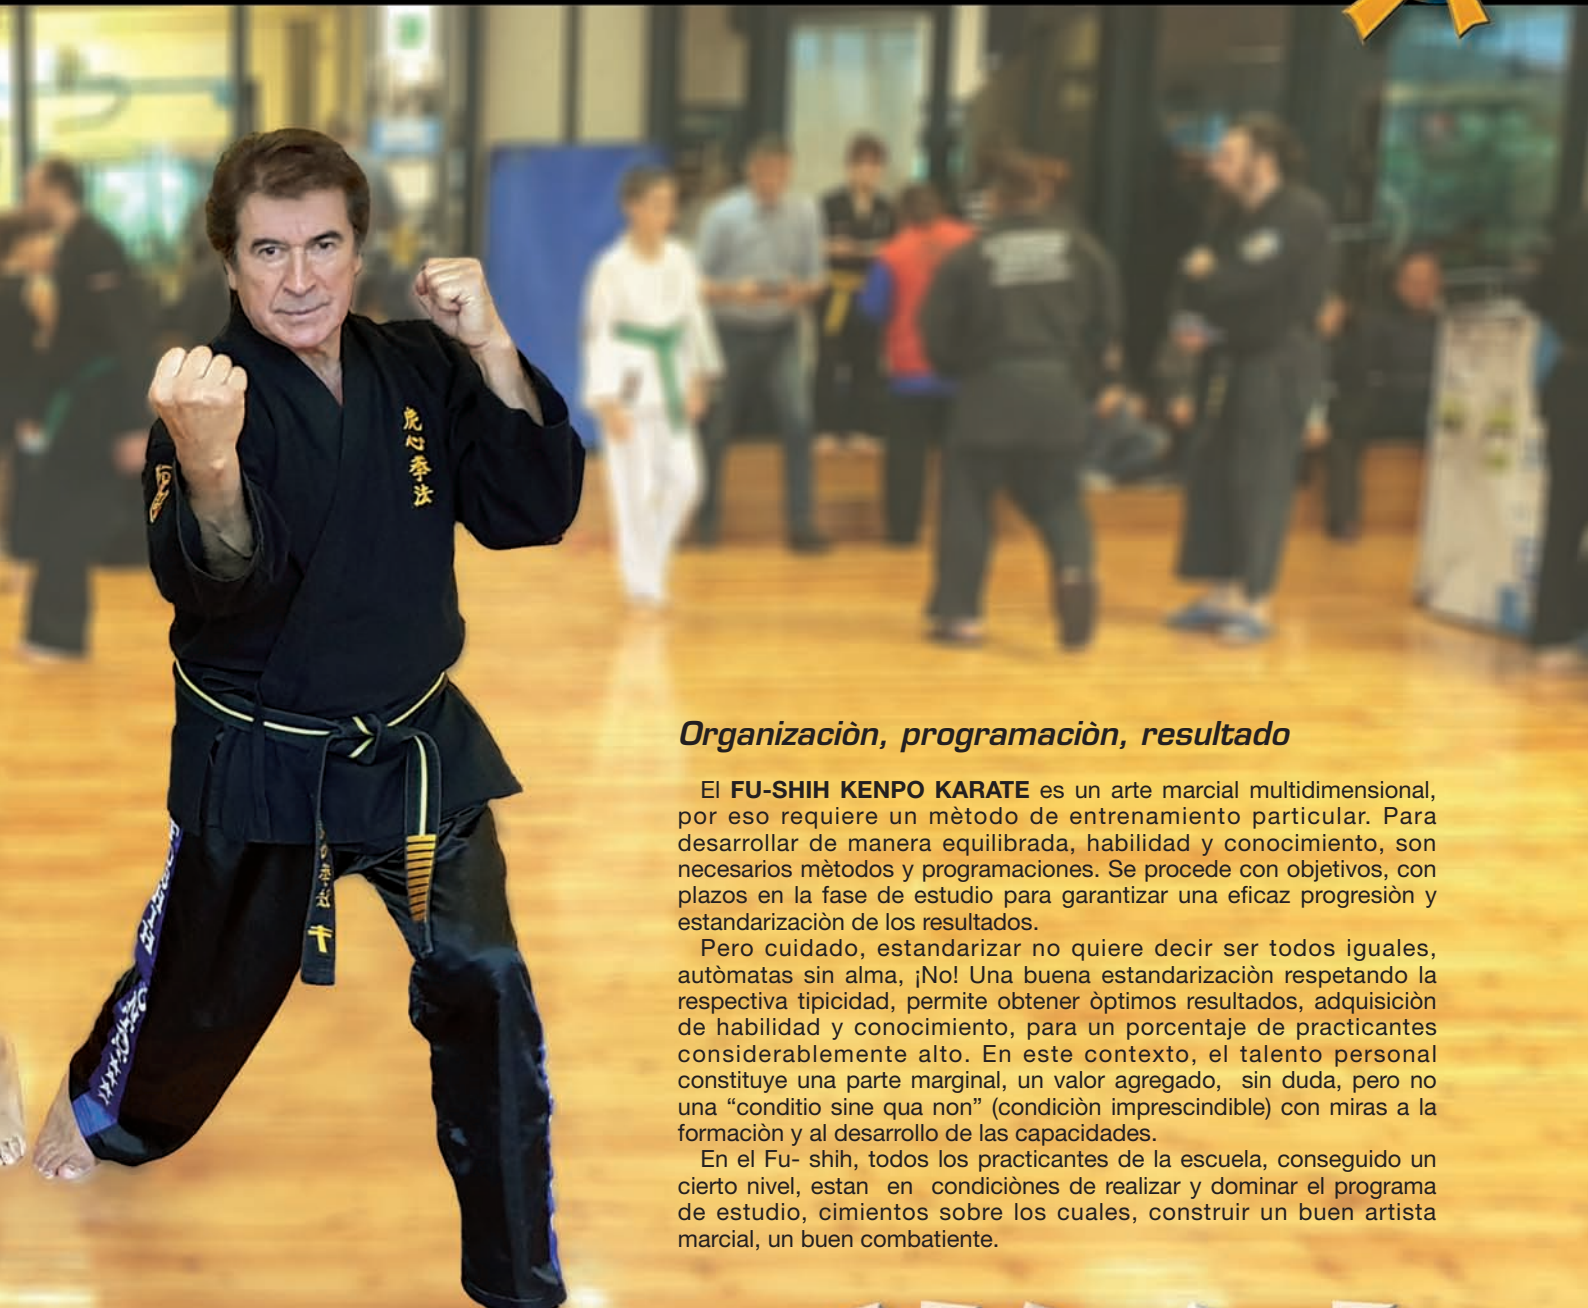 虎心拳法
Organizaciòn, programaciòn, resultado
El FU-SHIH KENPO KARATE es un arte marcial multidimensional,
por eso requiere un mètodo de entrenamiento particular. Para
desarrollar de manera equilibrada, habilidad y conocimiento, son
necesarios mètodos y programaciones. Se procede con objetivos, con
plazos en la fase de estudio para garantizar una eficaz progresiòn y
estandarizaciòn de los resultados.
Pero cuidado, estandarizar no quiere decir ser todos iguales,
autòmatas sin alma, ¡No! Una buena estandarizaciòn respetando la
respectiva tipicidad, permite obtener òptimos resultados, adquisiciòn
de habilidad y conocimiento, para un porcentaje de practicantes
considerablemente alto. En este contexto, el talento personal
constituye una parte marginal, un valor agregado, sin duda, pero no
una “conditio sine qua non” (condiciòn imprescindible) con miras a la
formaciòn y al desarrollo de las capacidades.
En el Fu- shih, todos los practicantes de la escuela, conseguido un
cierto nivel, estan en condiciònes de realizar y dominar el programa
de estudio, cimientos sobre los cuales, construir un buen artista
marcial, un buen combatiente.